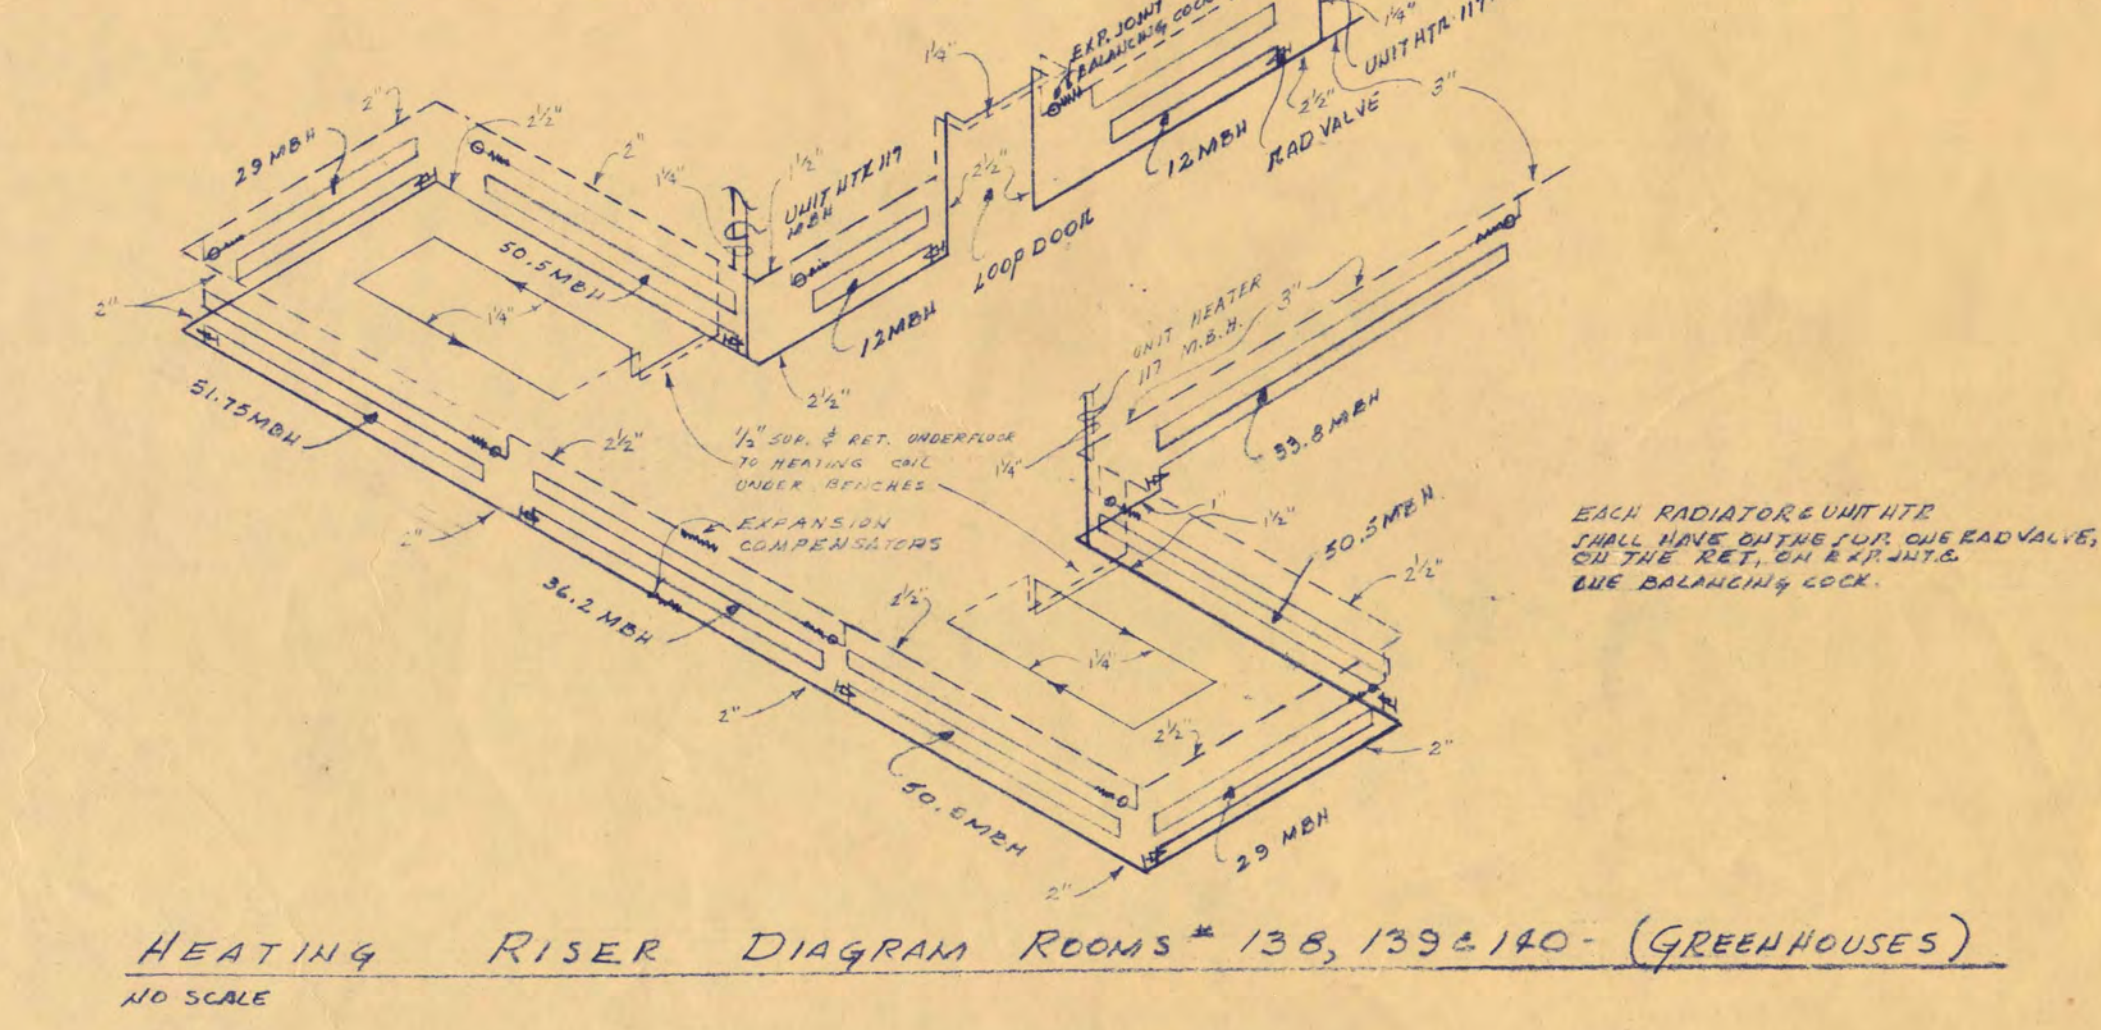 EXP. JOINT
BALANCING COCK
1¼"
1¼"
UNIT HTR. 117
3"
2"
2½"
29 MBH
2"
1¼"
1½"
UNIT HTR 117
MBH
2½"
12 MBH
2½"
RAD VALVE
50.5 MBH
LOOP DOOR
2"
1¼"
12 MBH
2½"
UNIT HEATER
117 M.B.H.
3"
33.8 MBH
51.75 MBH
2½"
½" SUP. & RET. UNDERFLOOR
TO HEATING COIL
UNDER BENCHES
1¼"
1"
1½"
50.5 MBH
2½"
2"
EXPANSION
COMPENSATORS
EACH RADIATOR & UNIT HTR
SHALL HAVE ON THE SUP. ONE RAD VALVE,
ON THE RET, ON EXP. JNT. &
ONE BALANCING COCK.
36.2 MBH
2½"
1¼"
2"
2½"
2"
MBH
29 MBH
2"
HEATING RISER DIAGRAM ROOMS # 138, 139 & 140 - (GREENHOUSES)
NO SCALE